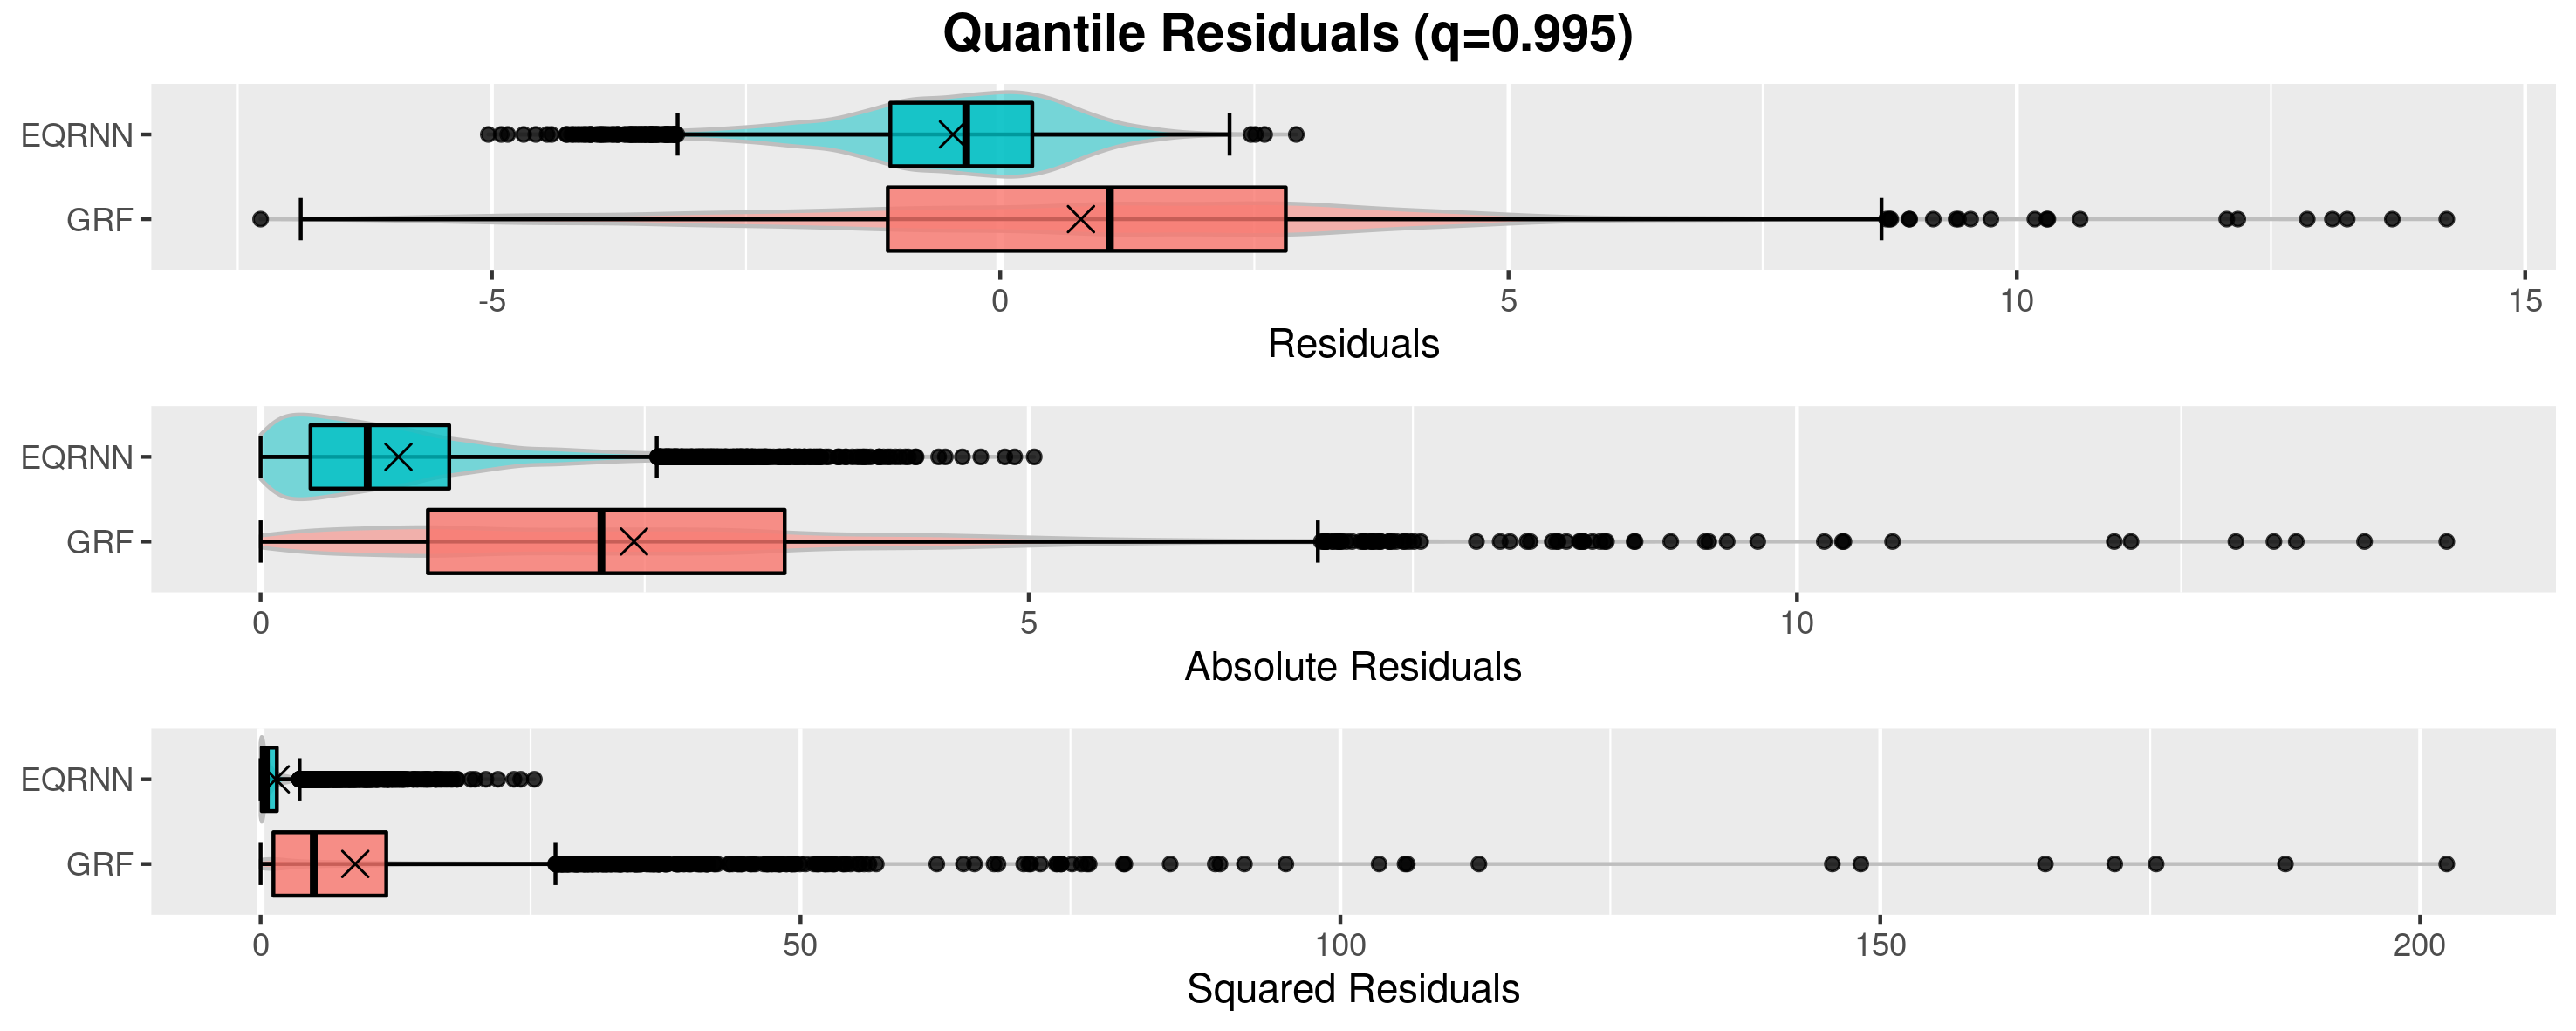 Quantile Residuals (q=0.995)
EQRNN
GRF
-5 0 5 10 15
Residuals
EQRNN
GRF
0 5 10
Absolute Residuals
EQRNN
GRF
0 50 100 150 200
Squared Residuals